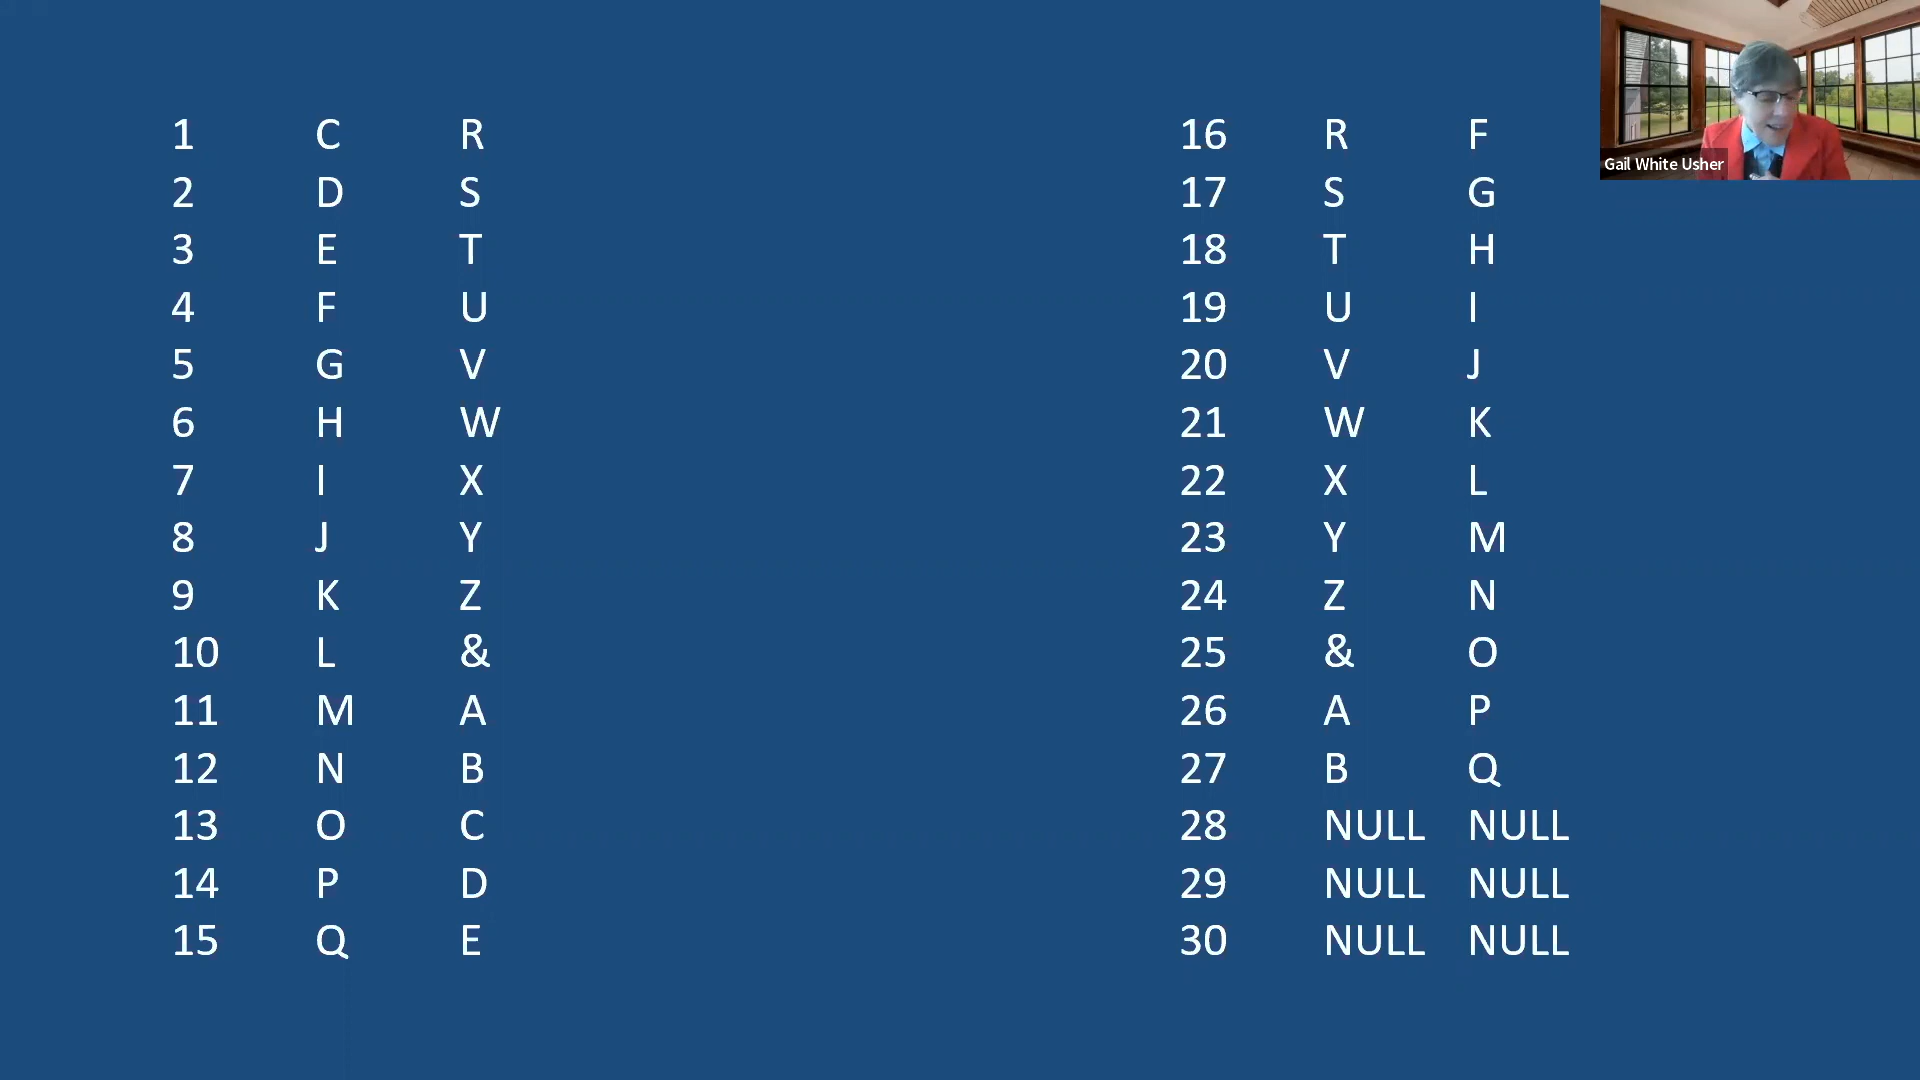 1 C R
2 D S
3 E T
4 F U
5 G V
6 H W
7 I X
8 J Y
9 K Z
10 L &
11 M A
12 N B
13 O C
14 P D
15 Q E
16 R F
17 S G
18 T H
19 U I
20 V J
21 W K
22 X L
23 Y M
24 Z N
25 & O
26 A P
27 B Q
28 NULL NULL
29 NULL NULL
30 NULL NULL
Gail White Usher